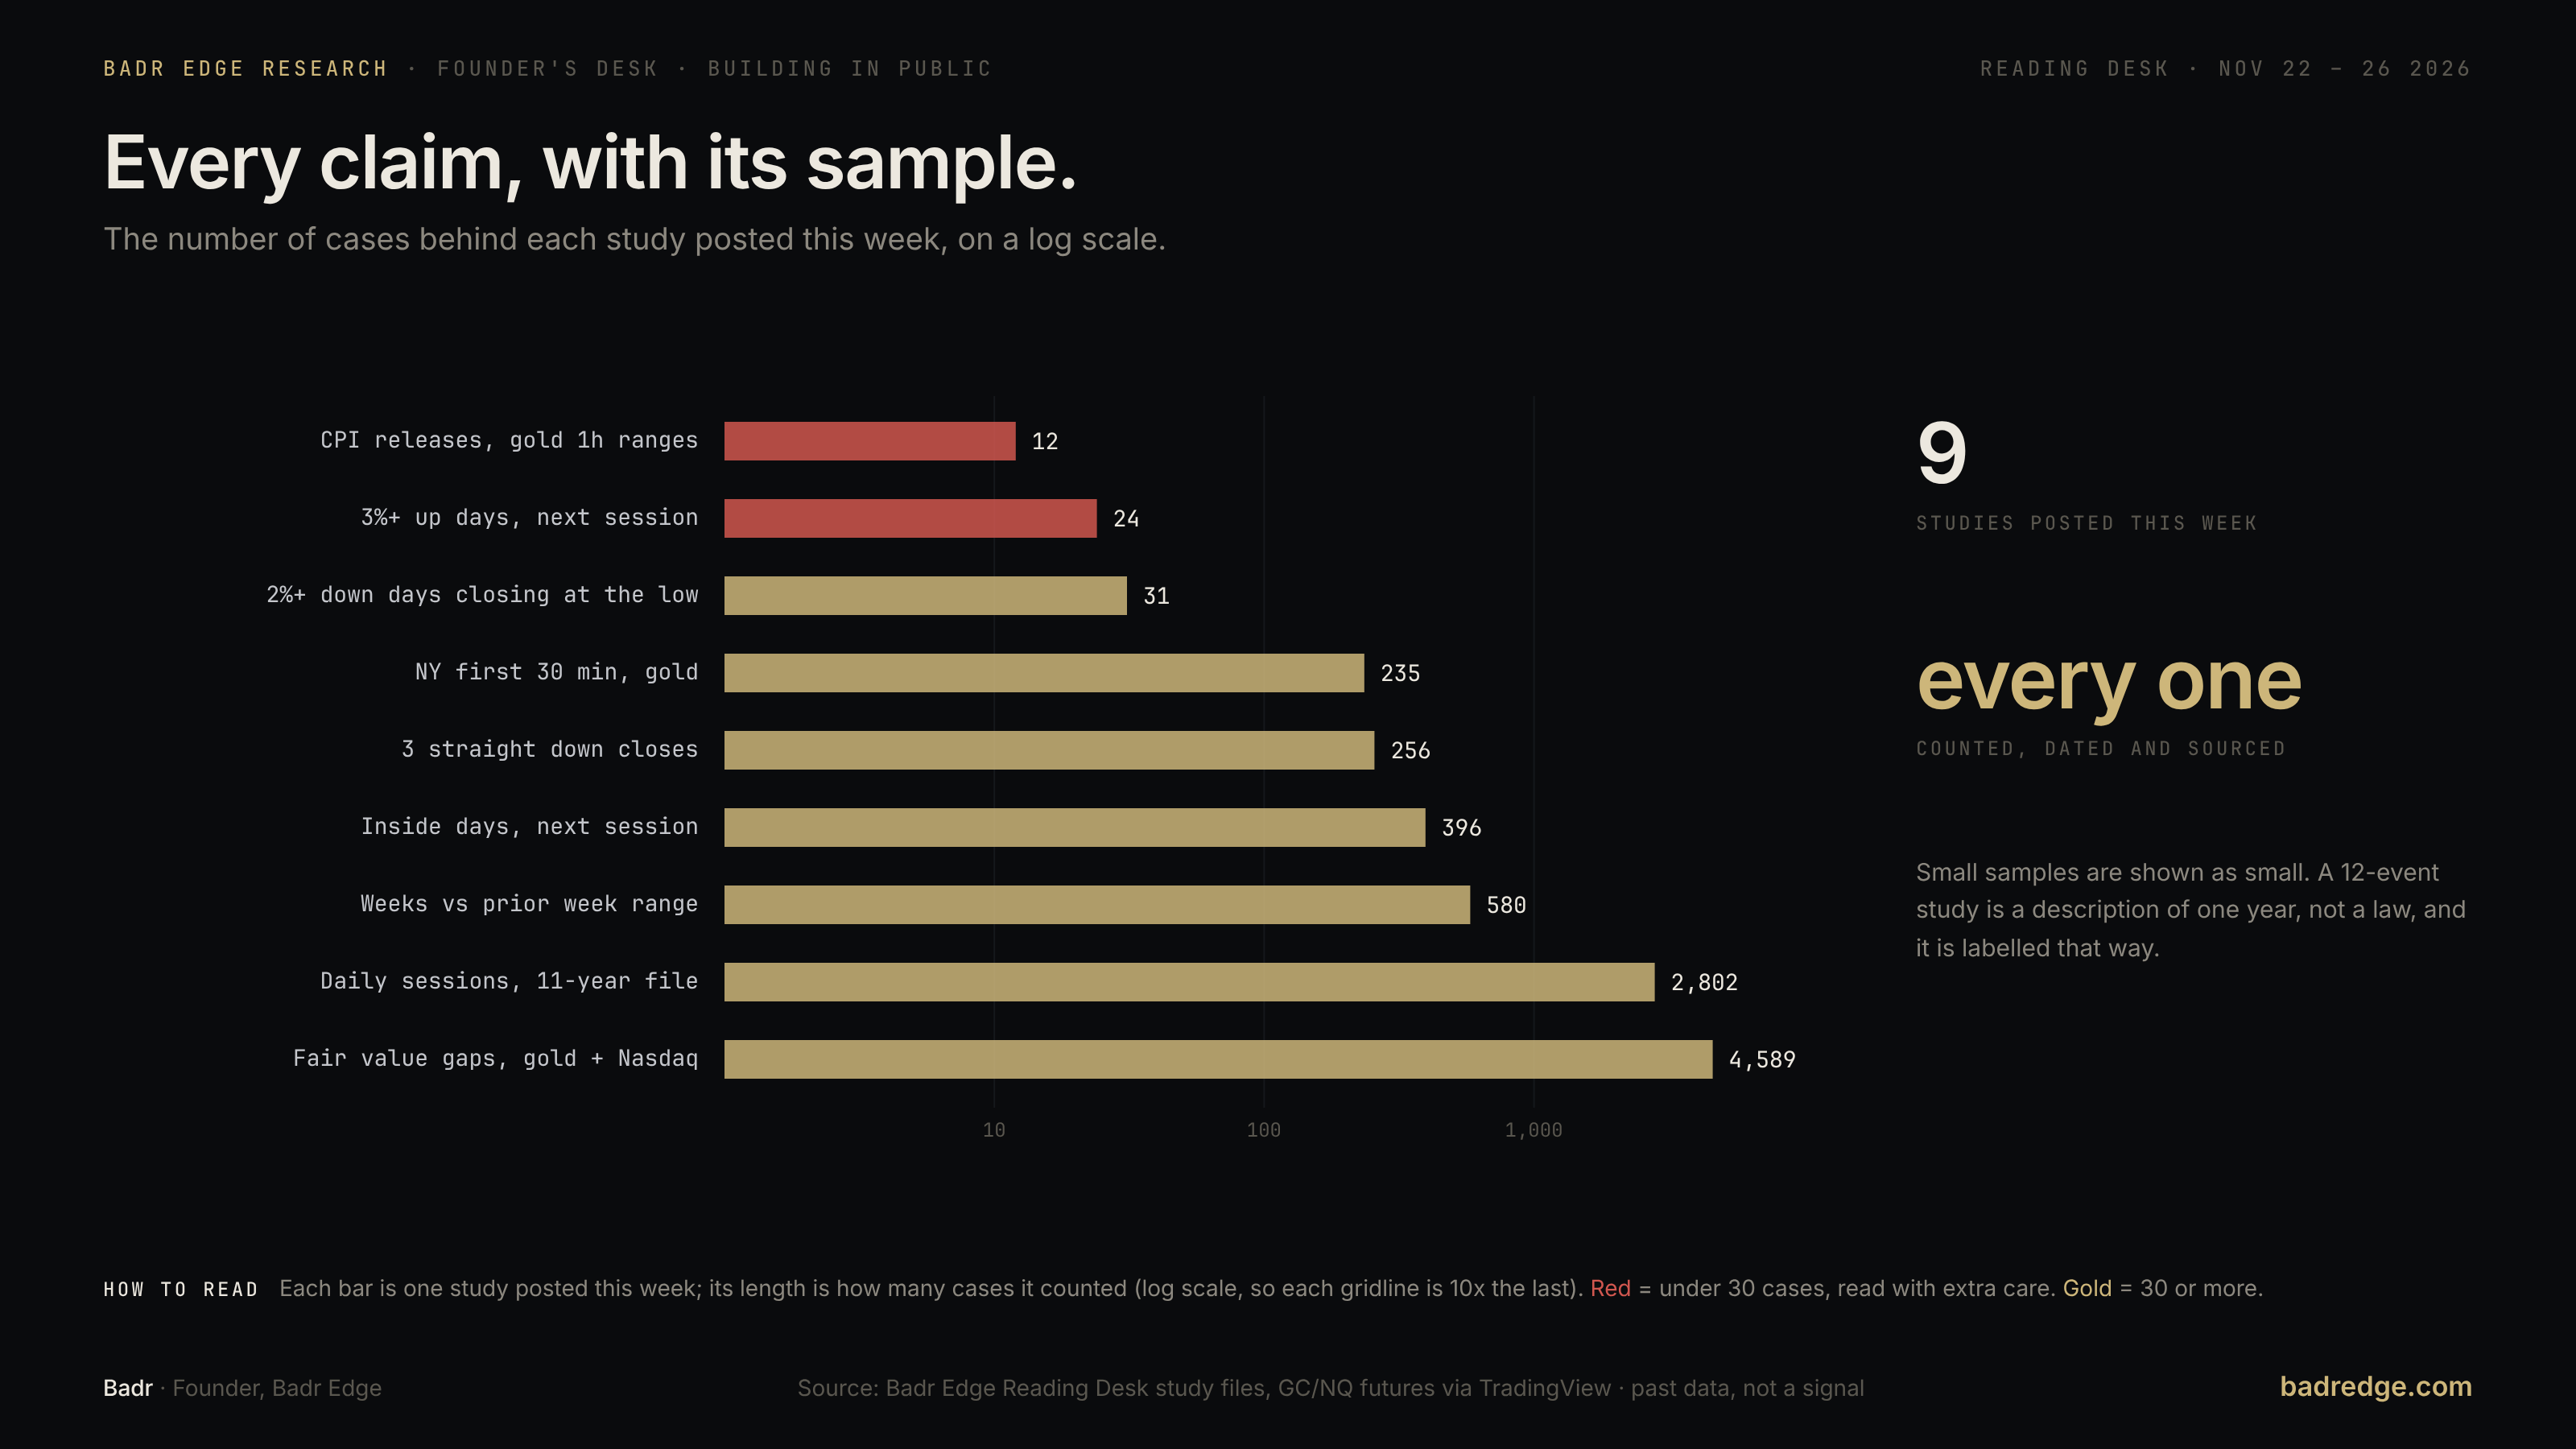 BADR EDGE RESEARCH · FOUNDER'S DESK · BUILDING IN PUBLIC
READING DESK · NOV 22 – 26 2026
Every claim, with its sample.
The number of cases behind each study posted this week, on a log scale.
CPI releases, gold 1h ranges 12
3%+ up days, next session 24
2%+ down days closing at the low 31
NY first 30 min, gold 235
3 straight down closes 256
Inside days, next session 396
Weeks vs prior week range 580
Daily sessions, 11-year file 2,802
Fair value gaps, gold + Nasdaq 4,589
10 100 1,000
9
STUDIES POSTED THIS WEEK
every one
COUNTED, DATED AND SOURCED
Small samples are shown as small. A 12-event
study is a description of one year, not a law, and
it is labelled that way.
HOW TO READ Each bar is one study posted this week; its length is how many cases it counted (log scale, so each gridline is 10x the last). Red = under 30 cases, read with extra care. Gold = 30 or more.
Badr · Founder, Badr Edge
Source: Badr Edge Reading Desk study files, GC/NQ futures via TradingView · past data, not a signal
badredge.com